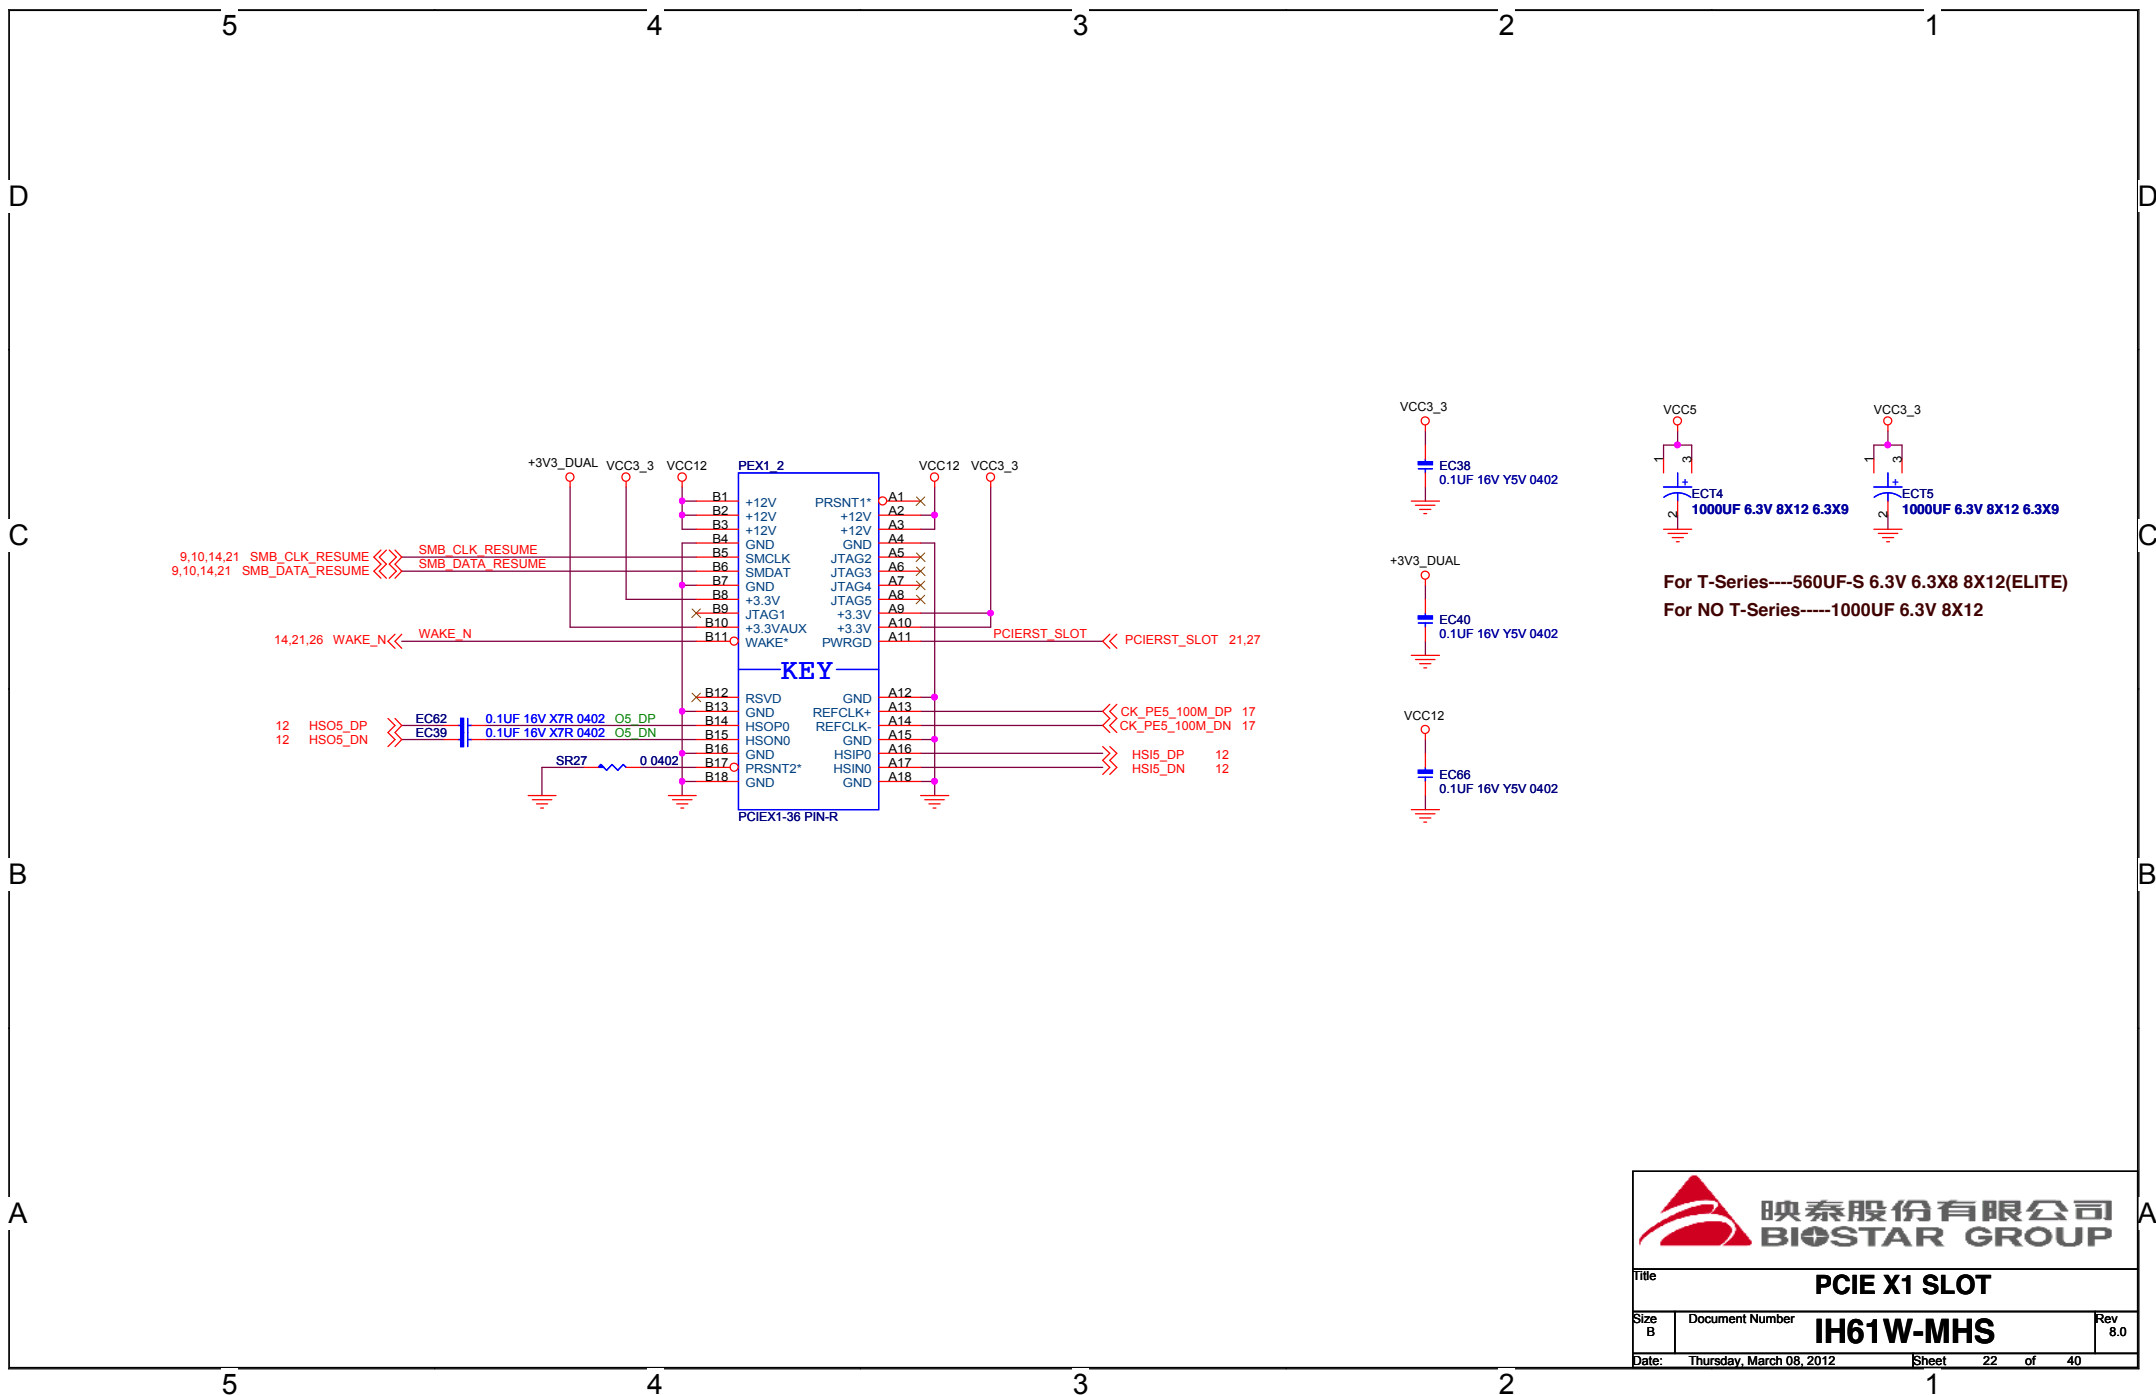 5 4 3 2 1
D D
C C
B B
A A
+3V3_DUAL VCC3_3 VCC12
PEX1_2
VCC12 VCC3_3
B1 +12V PRSNT1* A1
B2 +12V +12V A2
B3 +12V +12V A3
B4 GND GND A4
9,10,14,21 SMB_CLK_RESUME SMB_CLK_RESUME B5 SMCLK JTAG2 A5
9,10,14,21 SMB_DATA_RESUME SMB_DATA_RESUME B6 SMDAT JTAG3 A6
B7 GND JTAG4 A7
B8 +3.3V JTAG5 A8
B9 JTAG1 +3.3V A9
B10 +3.3VAUX +3.3V A10
14,21,26 WAKE_N WAKE_N B11 WAKE* PWRGD A11 PCIERST_SLOT PCIERST_SLOT 21,27
KEY
B12 RSVD GND A12
B13 GND REFCLK+ A13 CK_PE5_100M_DP 17
12 HSO5_DP EC62 0.1UF 16V X7R 0402 O5_DP B14 HSOP0 REFCLK- A14 CK_PE5_100M_DN 17
12 HSO5_DN EC39 0.1UF 16V X7R 0402 O5_DN B15 HSON0 GND A15
B16 GND HSIP0 A16 HSI5_DP 12
SR27 0 0402 B17 PRSNT2* HSIN0 A17 HSI5_DN 12
B18 GND GND A18
PCIEX1-36 PIN-R
VCC3_3
EC38
0.1UF 16V Y5V 0402
+3V3_DUAL
EC40
0.1UF 16V Y5V 0402
VCC12
EC66
0.1UF 16V Y5V 0402
VCC5
1 3
+
ECT4
1000UF 6.3V 8X12 6.3X9
2
VCC3_3
1 3
+
ECT5
1000UF 6.3V 8X12 6.3X9
2
For T-Series----560UF-S 6.3V 6.3X8 8X12(ELITE)
For NO T-Series-----1000UF 6.3V 8X12
映泰股份有限公司
BIOSTAR GROUP
Title
PCIE X1 SLOT
Size Document Number Rev
B IH61W-MHS 8.0
Date: Thursday, March 08, 2012 Sheet 22 of 40
5 4 3 2 1